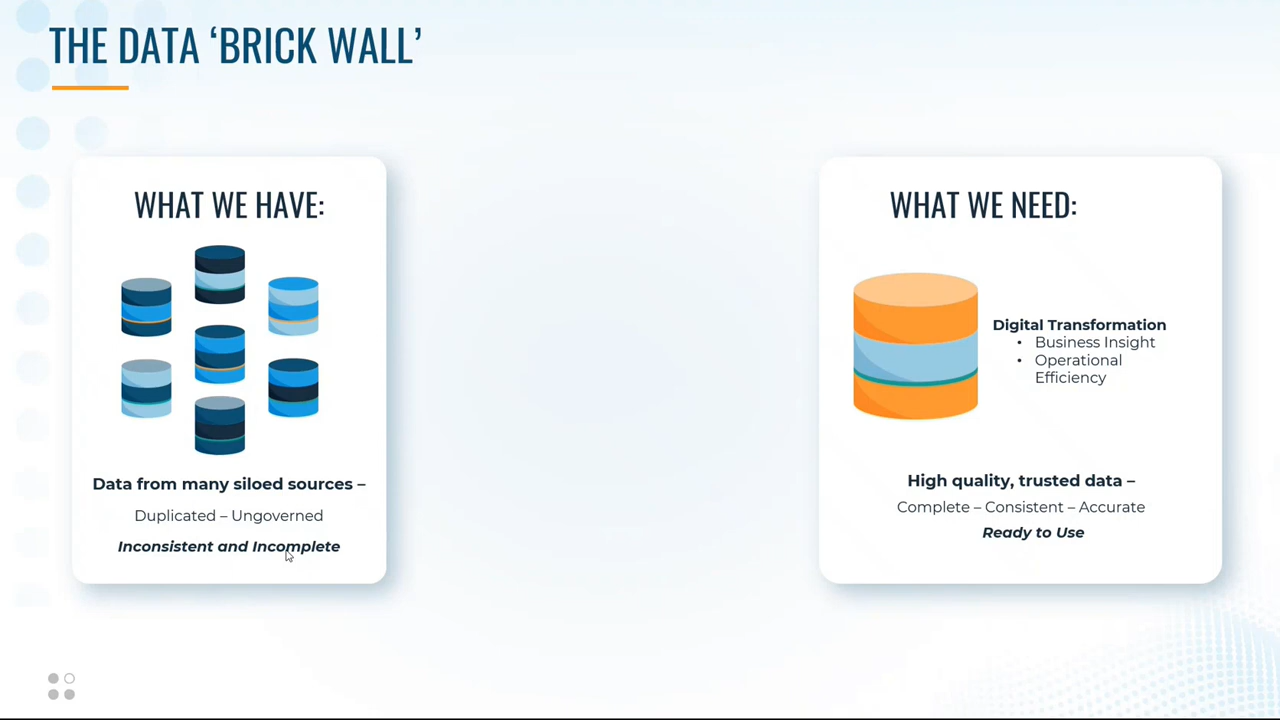 THE DATA ‘BRICK WALL’
WHAT WE HAVE:
Data from many siloed sources –
Duplicated – Ungoverned
Inconsistent and Incomplete
WHAT WE NEED:
Digital Transformation
• Business Insight
• Operational
Efficiency
High quality, trusted data –
Complete – Consistent – Accurate
Ready to Use